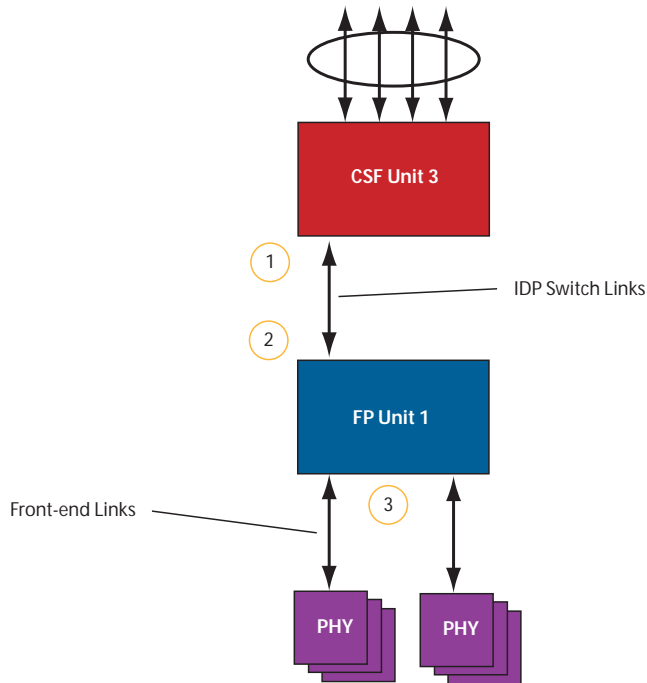 CSF Unit 3
1
IDP Switch Links
2
FP Unit 1
Front-end Links
3
PHY
PHY